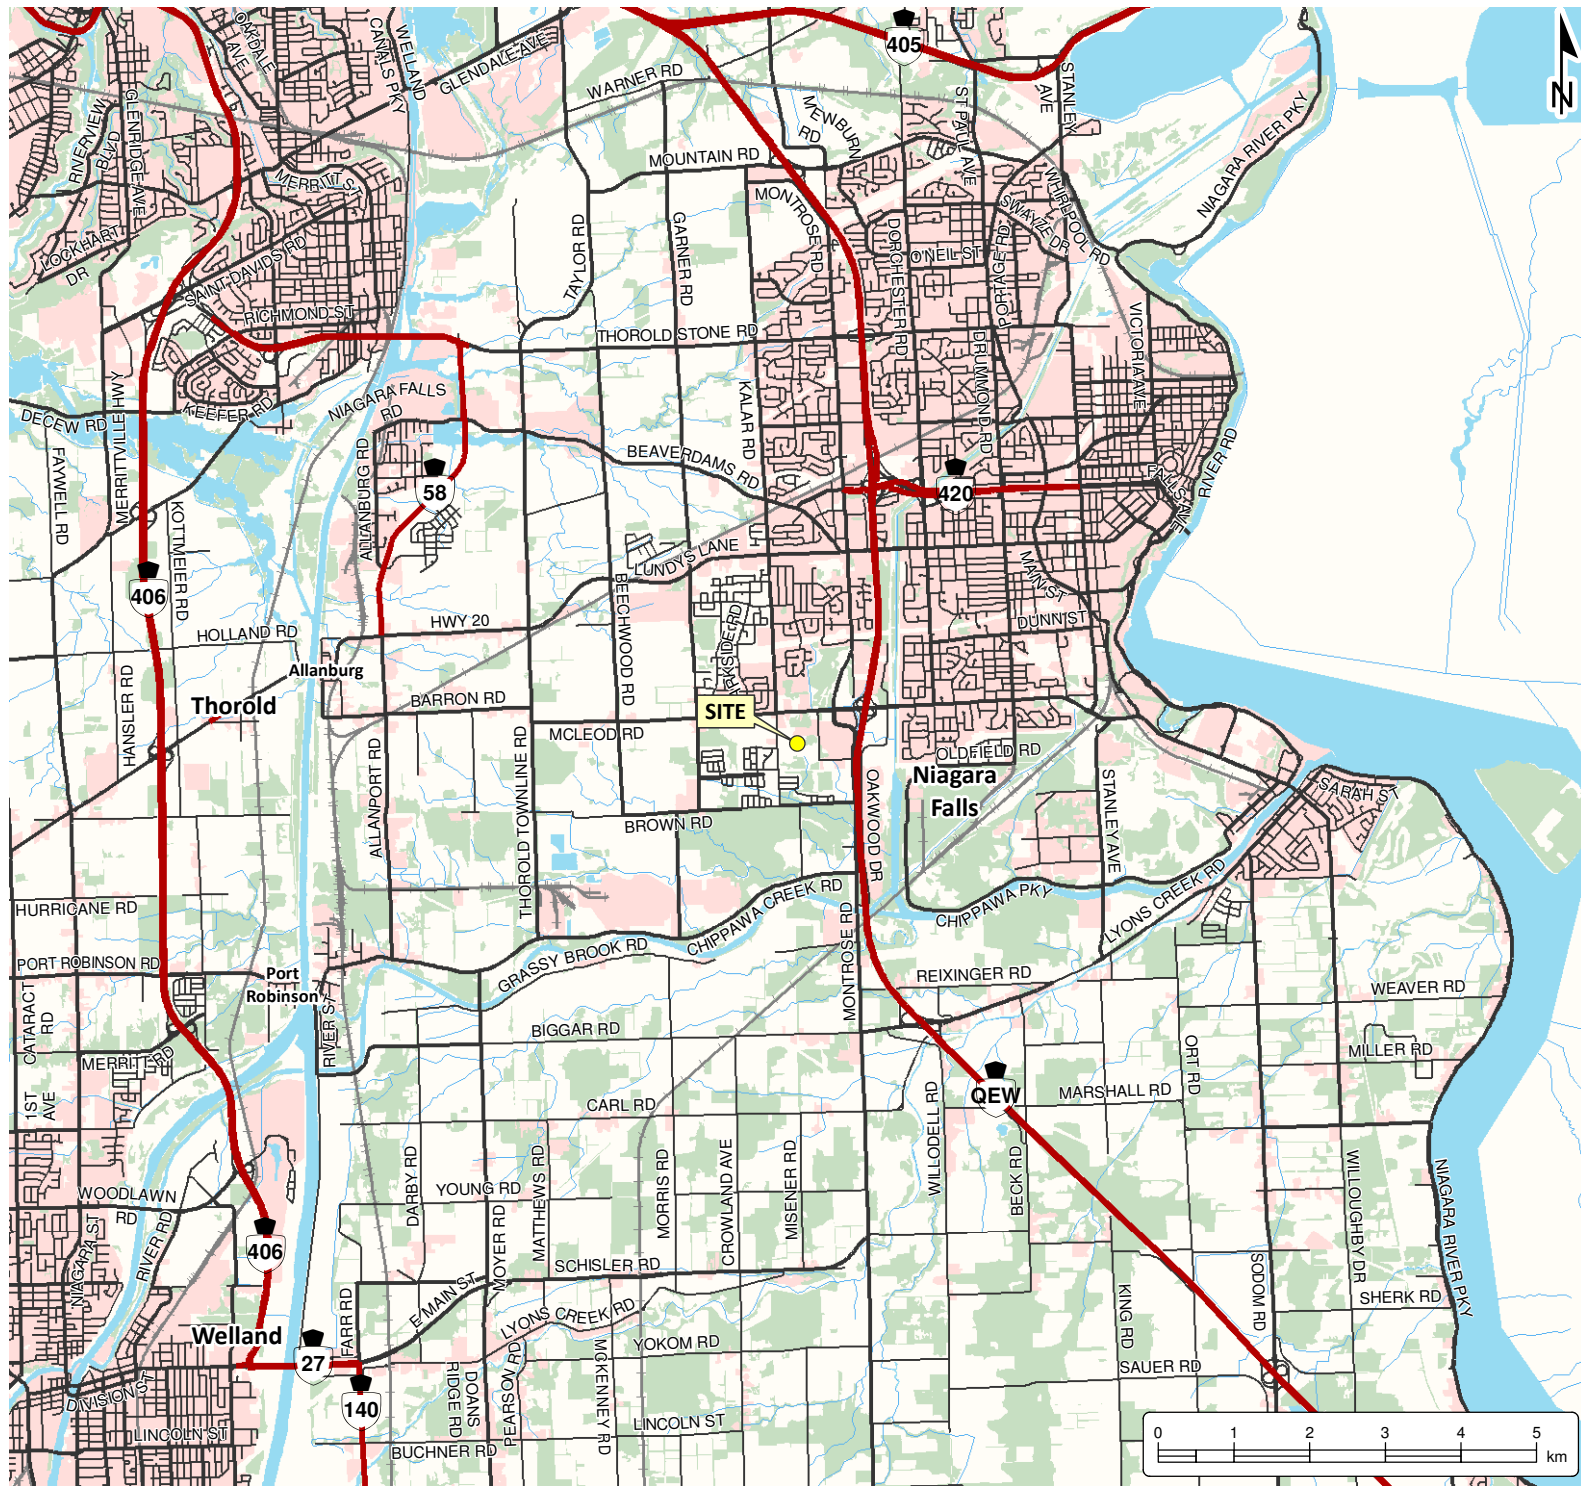 405
N
OAKDALE
AVE
WELLAND
CANALS PKY
GLENDALE AVE
WARNER RD
STANLEY
AVE
ST PAUL AVE
MEWBURN
RD
NIAGARA RIVER PKY
RIVERVIEW
BLVD
GLENRIDGE AVE
MERRITT ST
MOUNTAIN RD
MONTROSE RD
WHIRLPOOL RD
SWAYZE DR
LOCKHART
DR
SAINT DAVIDS RD
TAYLOR RD
GARNER RD
DORCHESTER RD
O'NEIL ST
PORTAGE RD
RICHMOND ST
THOROLD STONE RD
VICTORIA AVE
DRUMMOND RD
MERRITTVILLE HWY
NIAGARA FALLS
RD
KEEFER RD
DECEW RD
KALAR RD
BEAVERDAMS RD
FAYWELL RD
ALLANBURG RD
58
420
FALLS AVE
RIVER RD
KOTTMEIER RD
LUNDYS LANE
406
BEECHWOOD RD
MAIN ST
DUNN ST
HOLLAND RD
HWY 20
Allanburg
HANSLER RD
Thorold
BARRON RD
SITE
MCLEOD RD
OLDFIELD RD
Niagara
Falls
ALLANPORT RD
THOROLD TOWNLINE RD
OAKWOOD DR
STANLEY AVE
SARAH ST
BROWN RD
HURRICANE RD
CHIPPAWA CREEK RD
CHIPPAWA PKY
LYONS CREEK RD
PORT ROBINSON RD
Port
Robinson
GRASSY BROOK RD
MONTROSE RD
REIXINGER RD
WEAVER RD
CATARACT
RD
RIVER ST
BIGGAR RD
MERRITT RD
ORT RD
MILLER RD
1ST
AVE
CARL RD
WILLODELL RD
QEW
MARSHALL RD
DARBY RD
YOUNG RD
MATTHEWS RD
MORRIS RD
CROWLAND AVE
MISENER RD
BECK RD
WILLOUGHBY DR
NIAGARA RIVER PKY
WOODLAWN
RD
NIAGARA ST
RIVER RD
406
MOYER RD
SCHISLER RD
SODOM RD
KING RD
SHERK RD
E MAIN ST
FARR RD
LYONS CREEK RD
Welland
27
YOKOM RD
SAUER RD
DIVISION ST
140
RIDGE RD
DOANS
PEARSON RD
MCKENNEY RD
LINCOLN ST
LINCOLN ST
BUCHNER RD
0 1 2 3 4 5
km